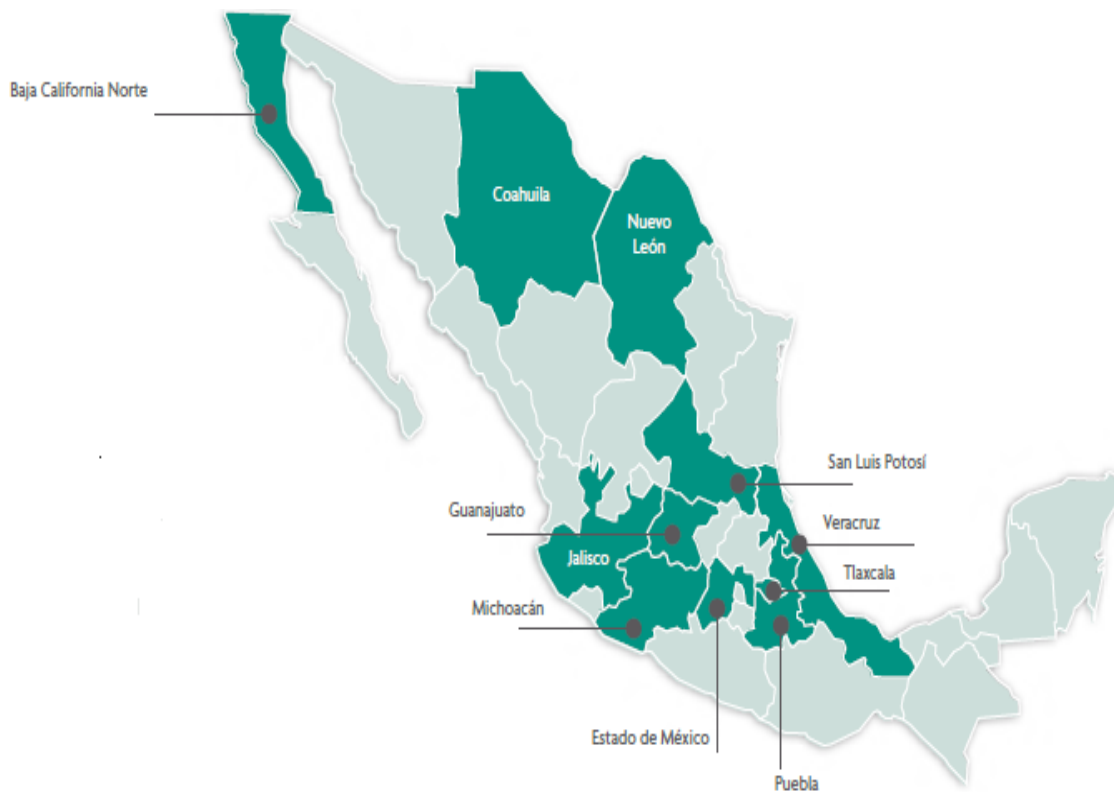 Baja California Norte
Coahuila
Nuevo
León
San Luis Potosí
Guanajuato
Veracruz
Jalisco
Tlaxcala
Michoacán
Estado de México
Puebla